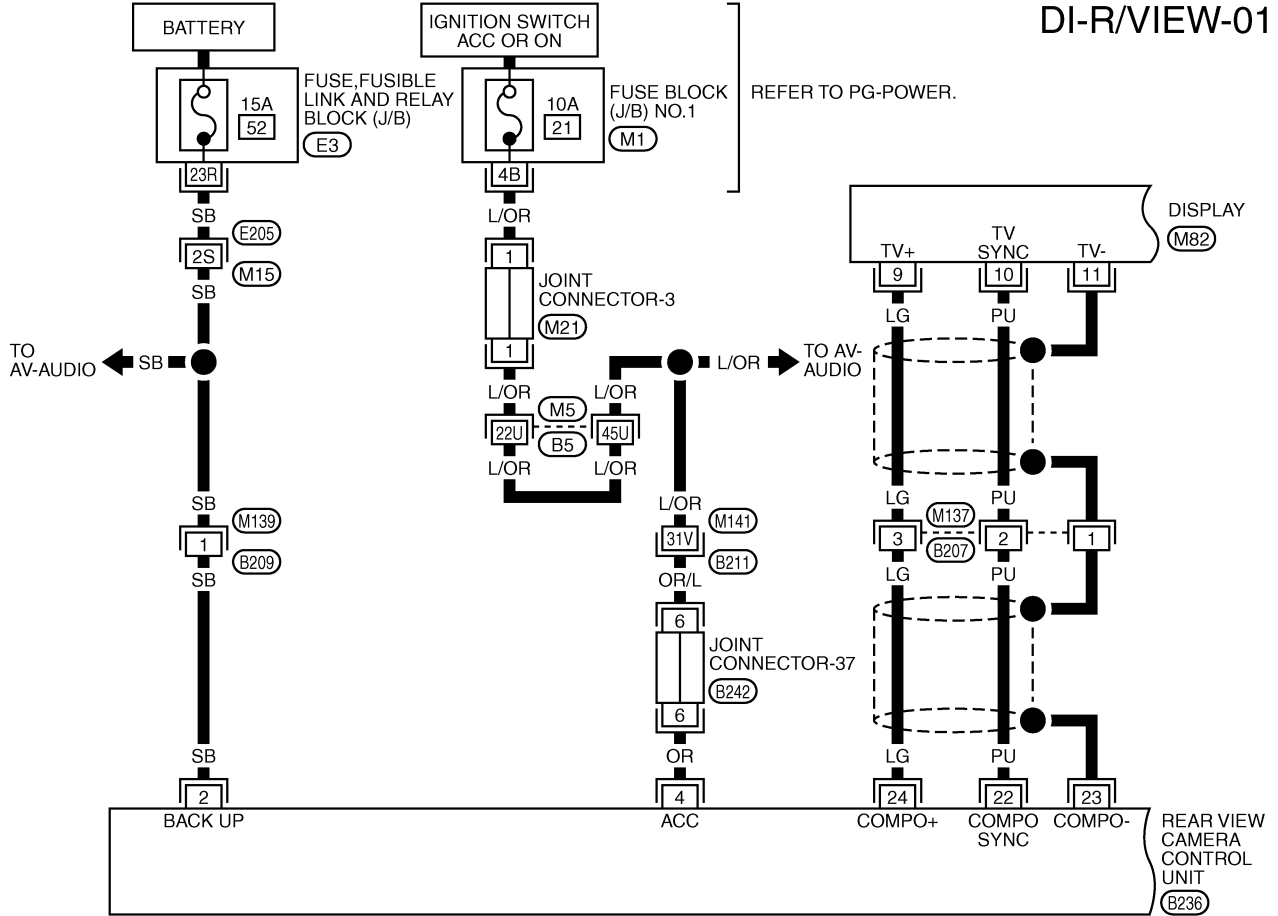 DI-R/VIEW-01
BATTERY
IGNITION SWITCH
ACC OR ON
15A
52
FUSE,FUSIBLE
LINK AND RELAY
BLOCK (J/B)
E3
10A
21
FUSE BLOCK
(J/B) NO.1
M1
REFER TO PG-POWER.
23R
4B
SB
L/OR
E205
2S
M15
SB
1
JOINT
CONNECTOR-3
M21
1
DISPLAY
M82
TV+
TV
SYNC
TV-
9
10
11
LG
PU
TO
AV-AUDIO
SB
L/OR
TO AV-
AUDIO
L/OR
L/OR
M5
22U
45U
B5
L/OR
L/OR
SB
L/OR
LG
PU
M139
1
B209
M141
31V
B211
M137
3
2
1
B207
SB
OR/L
LG
PU
6
JOINT
CONNECTOR-37
B242
6
SB
OR
LG
PU
2
4
24
22
23
BACK UP
ACC
COMPO+
COMPO
SYNC
COMPO-
REAR VIEW
CAMERA
CONTROL
UNIT
B236